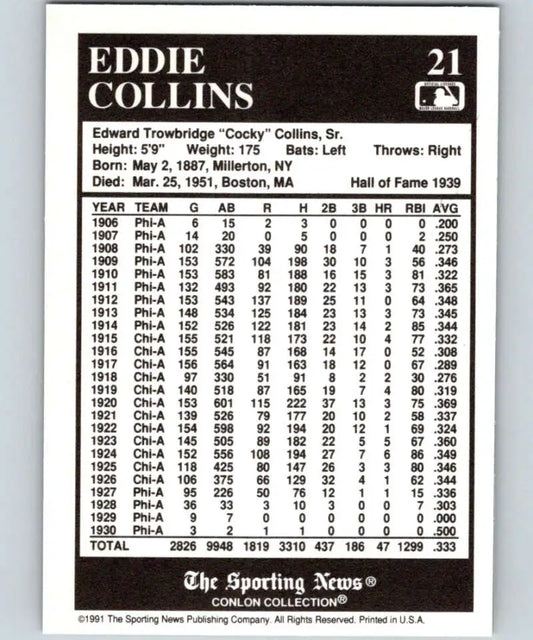 EDDIE
COLLINS
21
Edward Trowbridge "Cocky" Collins, Sr.
Height: 5'9" Weight: 175 Bats: Left Throws: Right
Born: May 2, 1887, Millerton, NY
Died: Mar. 25, 1951, Boston, MA Hall of Fame 1939
YEAR TEAM G AB R H 2B 3B HR RBI AVG
1906 Phi-A 6 15 2 3 0 0 0 0 .200
1907 Phi-A 14 20 0 5 0 0 0 2 .250
1908 Phi-A 102 330 39 90 18 7 1 40 .273
1909 Phi-A 153 572 104 198 30 10 3 56 .346
1910 Phi-A 153 583 81 188 16 15 3 81 .322
1911 Phi-A 132 493 92 180 22 13 3 73 .365
1912 Phi-A 153 543 137 189 25 11 0 64 .348
1913 Phi-A 148 534 125 184 23 13 3 73 .345
1914 Phi-A 152 526 122 181 23 14 2 85 .344
1915 Chi-A 155 521 118 173 22 10 4 77 .332
1916 Chi-A 155 545 87 168 14 17 0 52 .308
1917 Chi-A 156 564 91 163 18 12 0 67 .289
1918 Chi-A 97 330 51 91 8 2 2 30 .276
1919 Chi-A 140 518 87 165 19 7 4 80 .319
1920 Chi-A 153 601 115 222 37 13 3 75 .369
1921 Chi-A 139 526 79 177 20 10 2 58 .337
1922 Chi-A 154 598 92 194 20 12 1 69 .324
1923 Chi-A 145 505 89 182 22 5 5 67 .360
1924 Chi-A 152 556 108 194 27 7 6 86 .349
1925 Chi-A 118 425 80 147 26 3 3 80 .346
1926 Chi-A 106 375 66 129 32 4 1 62 .344
1927 Phi-A 95 226 50 76 12 1 1 15 .336
1928 Phi-A 36 33 3 10 3 0 0 7 .303
1929 Phi-A 9 7 0 0 0 0 0 0 .000
1930 Phi-A 3 2 1 1 0 0 0 0 .500
TOTAL 2826 9948 1819 3310 437 186 47 1299 .333
The Sporting News®
CONLON COLLECTION®
©1991 The Sporting News Publishing Company. All Rights Reserved. Printed in U.S.A.